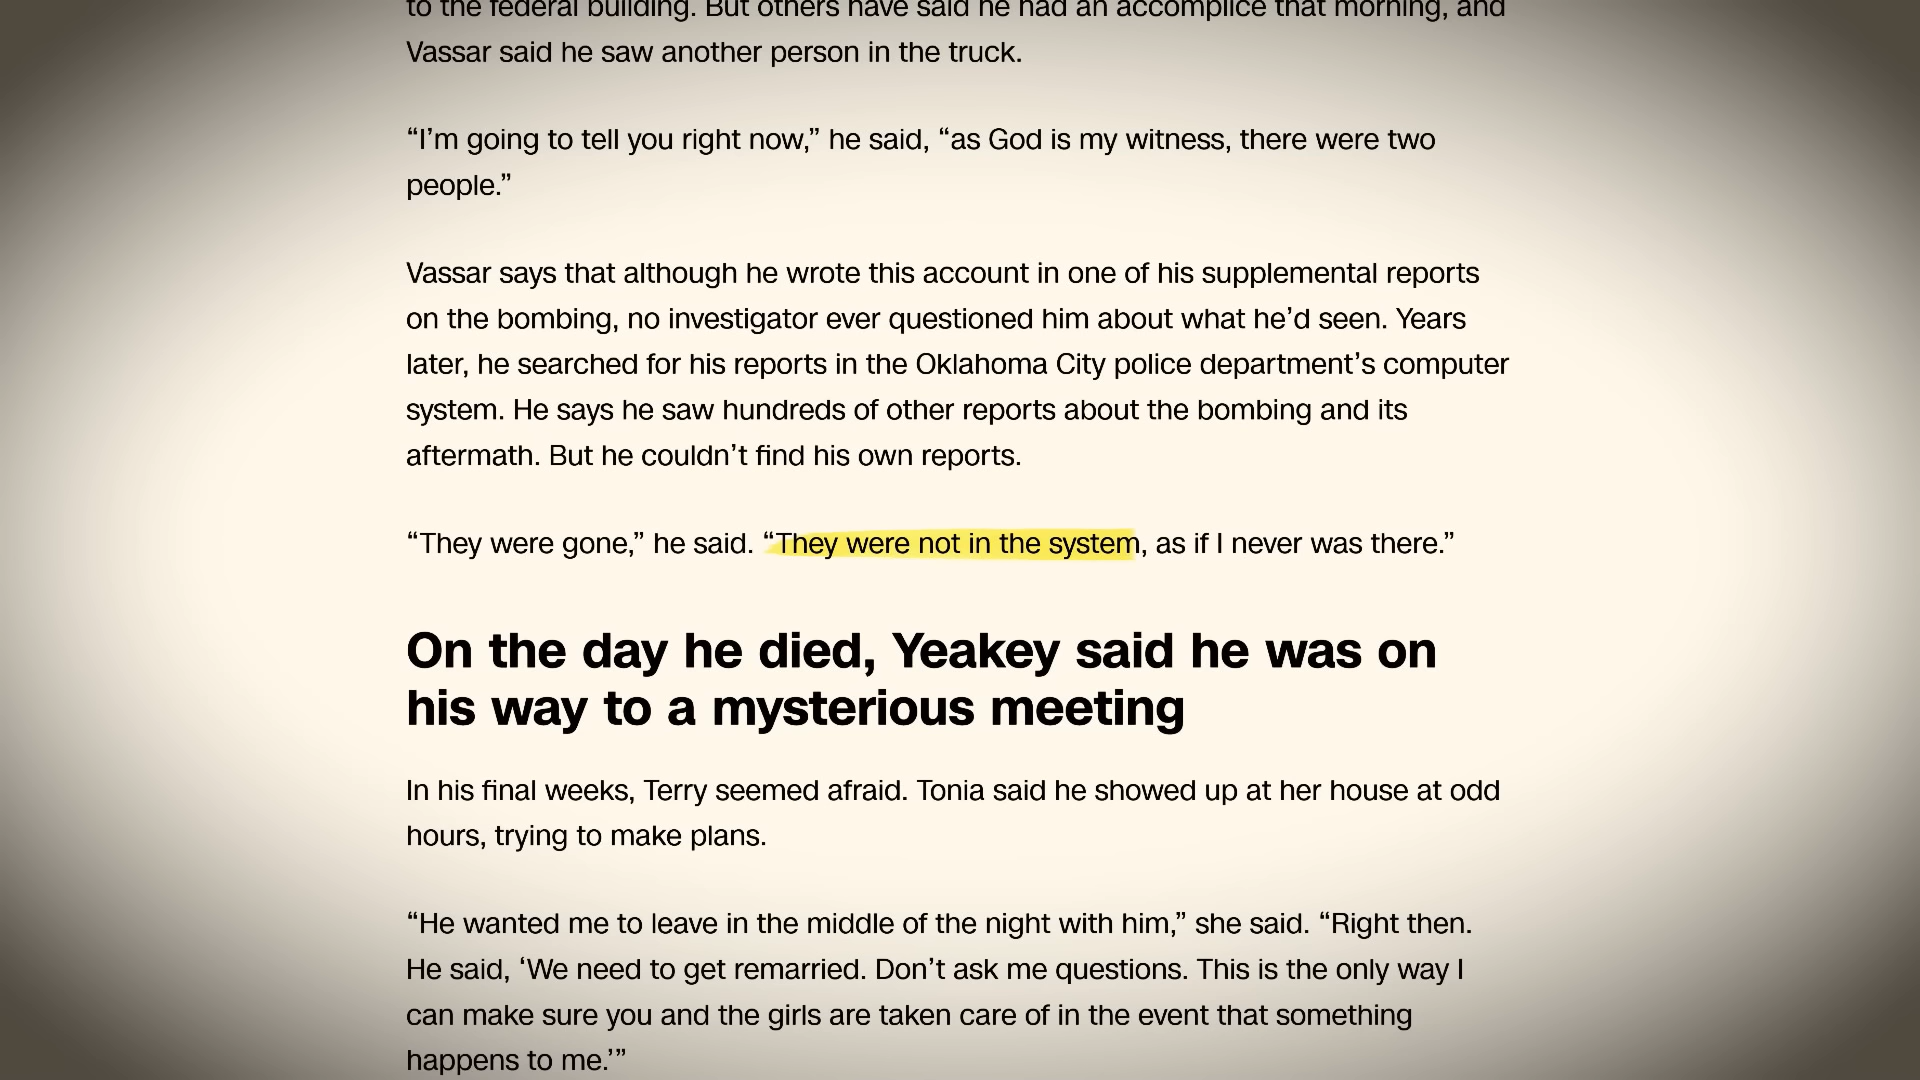 to the federal building. But others have said he had an accomplice that morning, and
Vassar said he saw another person in the truck.
“I’m going to tell you right now,” he said, “as God is my witness, there were two
people.”
Vassar says that although he wrote this account in one of his supplemental reports
on the bombing, no investigator ever questioned him about what he’d seen. Years
later, he searched for his reports in the Oklahoma City police department’s computer
system. He says he saw hundreds of other reports about the bombing and its
aftermath. But he couldn’t find his own reports.
“They were gone,” he said. “They were not in the system, as if I never was there.”
On the day he died, Yeakey said he was on
his way to a mysterious meeting
In his final weeks, Terry seemed afraid. Tonia said he showed up at her house at odd
hours, trying to make plans.
“He wanted me to leave in the middle of the night with him,” she said. “Right then.
He said, ‘We need to get remarried. Don’t ask me questions. This is the only way I
can make sure you and the girls are taken care of in the event that something
happens to me.’”